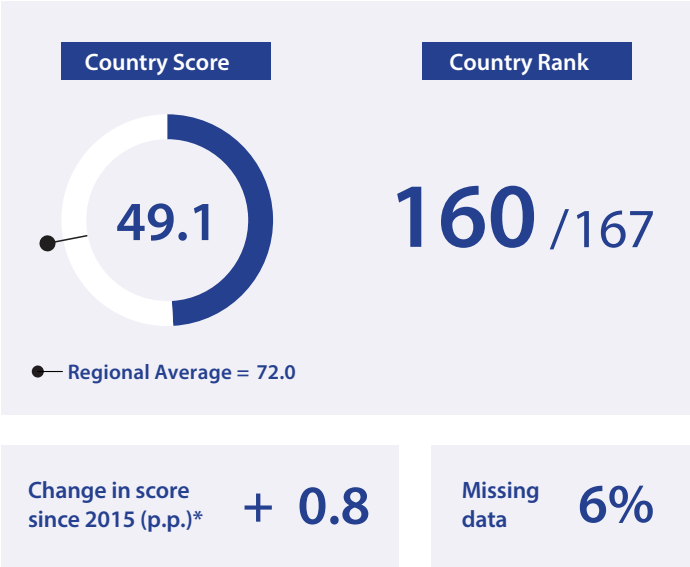 Country Score
Country Rank
49.1
160 /167
Regional Average = 72.0
Change in score
since 2015 (p.p.)*
+ 0.8
Missing
data
6%